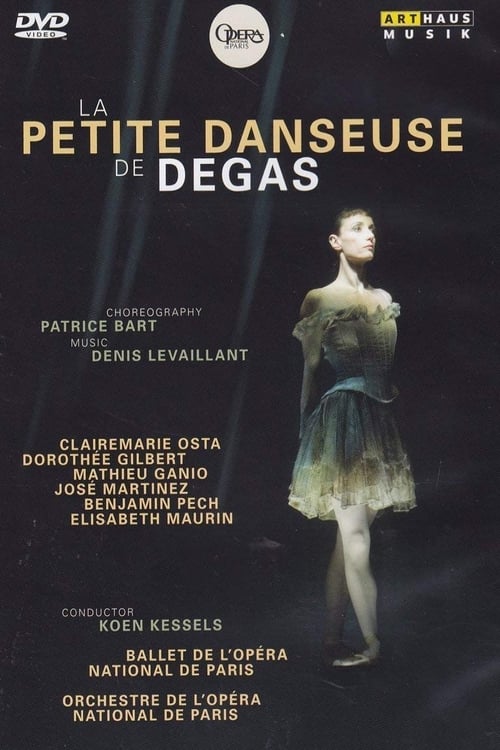 DVD
VIDEO
OPERA
NATIONAL
DE PARIS
ARTHAUS
MUSIK
LA
PETITE DANSEUSE
DE DEGAS
CHOREOGRAPHY
PATRICE BART
MUSIC
DENIS LEVAILLANT
CLAIREMARIE OSTA
DOROTHÉE GILBERT
MATHIEU GANIO
JOSÉ MARTINEZ
BENJAMIN PECH
ELISABETH MAURIN
CONDUCTOR
KOEN KESSELS
BALLET DE L'OPÉRA
NATIONAL DE PARIS
ORCHESTRE DE L'OPÉRA
NATIONAL DE PARIS